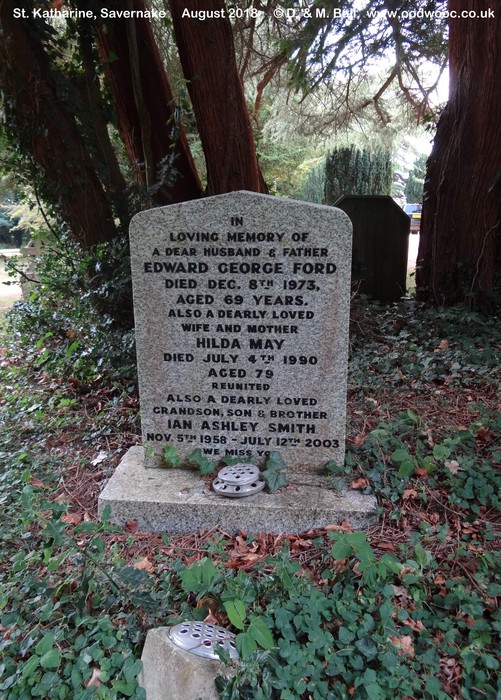 St. Katharine, Savernake August 2018 © D. & M. Ball, www.oodwooc.co.uk
IN
LOVING MEMORY OF
A DEAR HUSBAND & FATHER
EDWARD GEORGE FORD
DIED DEC. 8TH 1973,
AGED 69 YEARS.
ALSO A DEARLY LOVED
WIFE AND MOTHER
HILDA MAY
DIED JULY 4TH 1990
AGED 79
REUNITED
ALSO A DEARLY LOVED
GRANDSON, SON & BROTHER
IAN ASHLEY SMITH
NOV. 5TH 1958 - JULY 12TH 2003
WE MISS YO